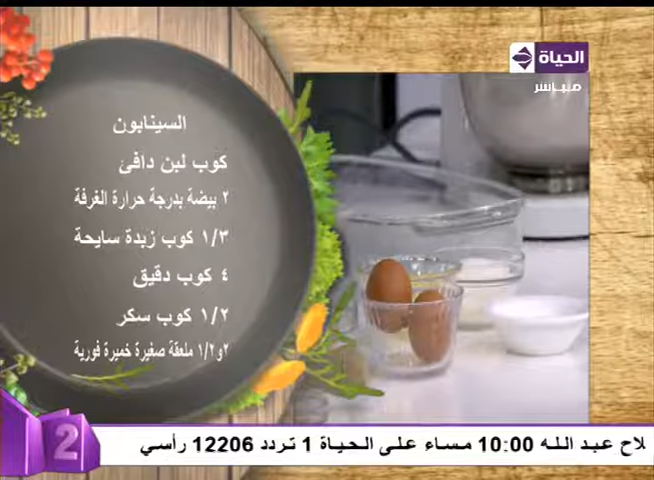 الحياة
مباشر
السينابون
كوب لبن دافئ
٢ بيضة بدرجة حرارة الغرفة
١/٣ كوب زبدة سايحة
٤ كوب دقيق
١/٢ كوب سكر
٢و١/٢ ملعقة صغيرة خميرة فورية
2
لاح عبد الله 10:00 مساء على الحياة 1 تردد 12206 رأسي